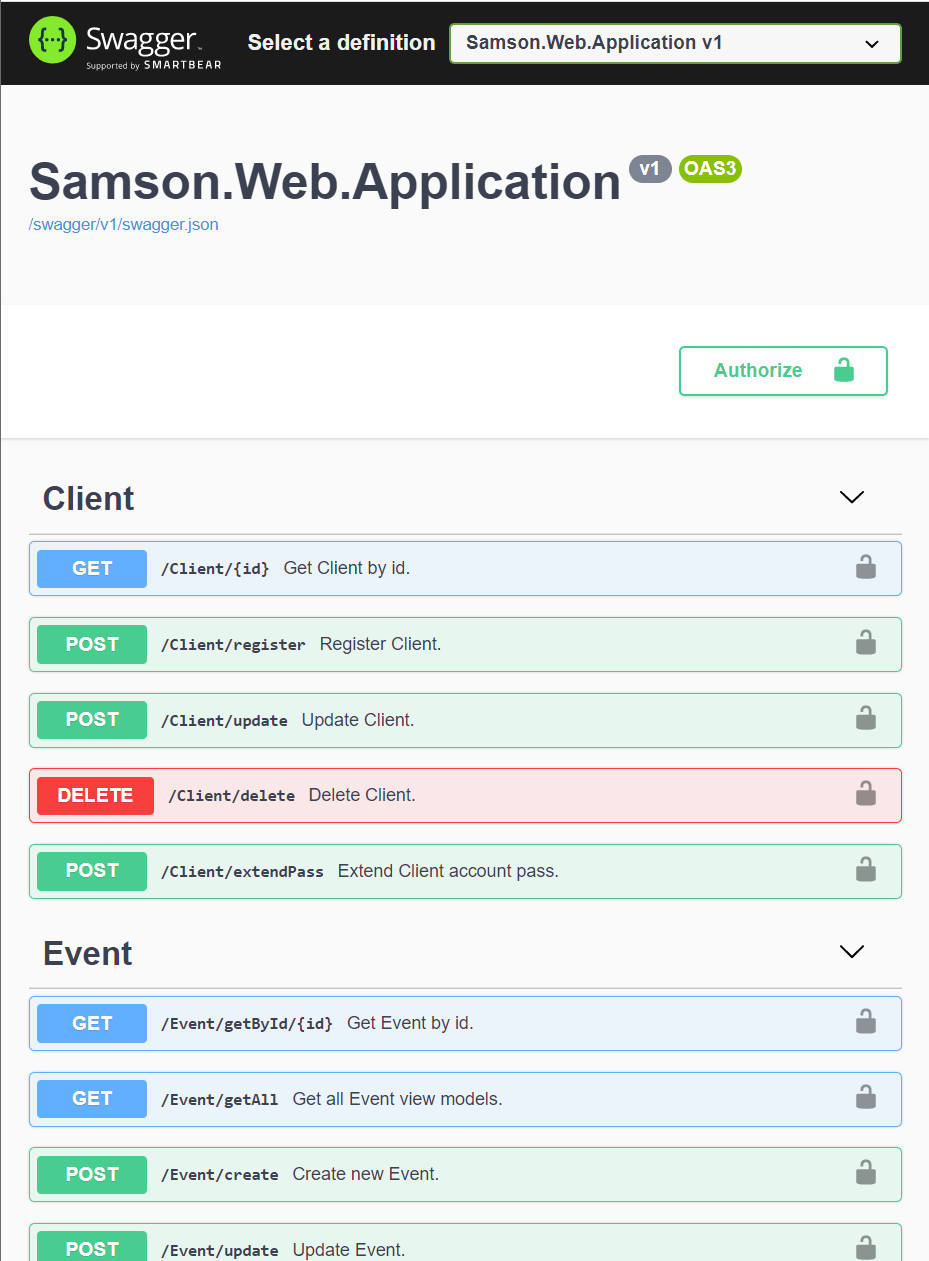 {...} Swagger™ Select a definition Samson.Web.Application v1
Supported by SMARTBEAR
Samson.Web.Application v1 OAS3
/swagger/v1/swagger.json
Authorize
Client
GET /Client/{id} Get Client by id.
POST /Client/register Register Client.
POST /Client/update Update Client.
DELETE /Client/delete Delete Client.
POST /Client/extendPass Extend Client account pass.
Event
GET /Event/getById/{id} Get Event by id.
GET /Event/getAll Get all Event view models.
POST /Event/create Create new Event.
POST /Event/update Update Event.